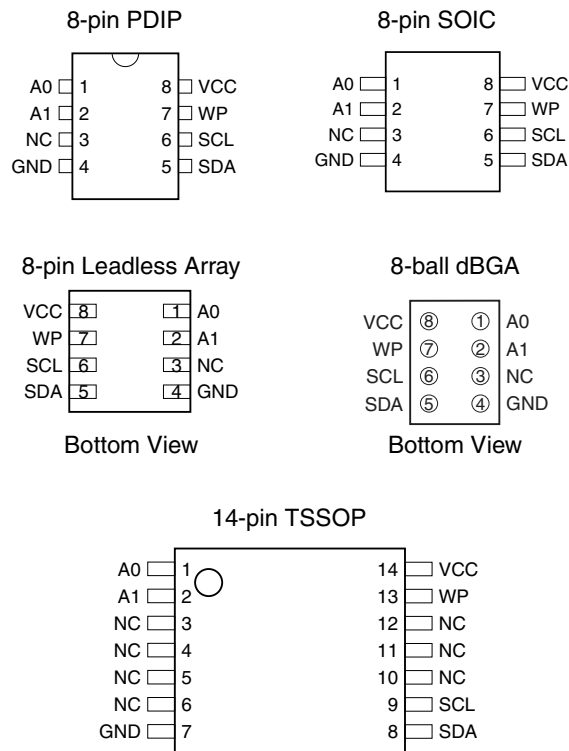 8-pin PDIP
A0 1 8 VCC
A1 2 7 WP
NC 3 6 SCL
GND 4 5 SDA
8-pin SOIC
A0 1 8 VCC
A1 2 7 WP
NC 3 6 SCL
GND 4 5 SDA
8-pin Leadless Array
VCC 8 1 A0
WP 7 2 A1
SCL 6 3 NC
SDA 5 4 GND
Bottom View
8-ball dBGA
VCC 8 1 A0
WP 7 2 A1
SCL 6 3 NC
SDA 5 4 GND
Bottom View
14-pin TSSOP
A0 1 14 VCC
A1 2 13 WP
NC 3 12 NC
NC 4 11 NC
NC 5 10 NC
NC 6 9 SCL
GND 7 8 SDA